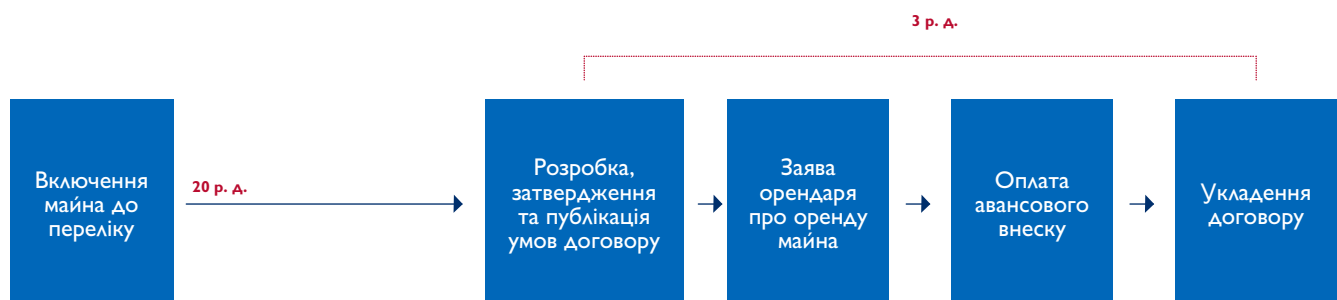 3 р. д.
Включення
майна до
переліку
20 р. д.
Розробка,
затвердження
та публікація
умов договору
Заява
орендаря
про оренду
майна
Оплата
авансового
внеску
Укладення
договору